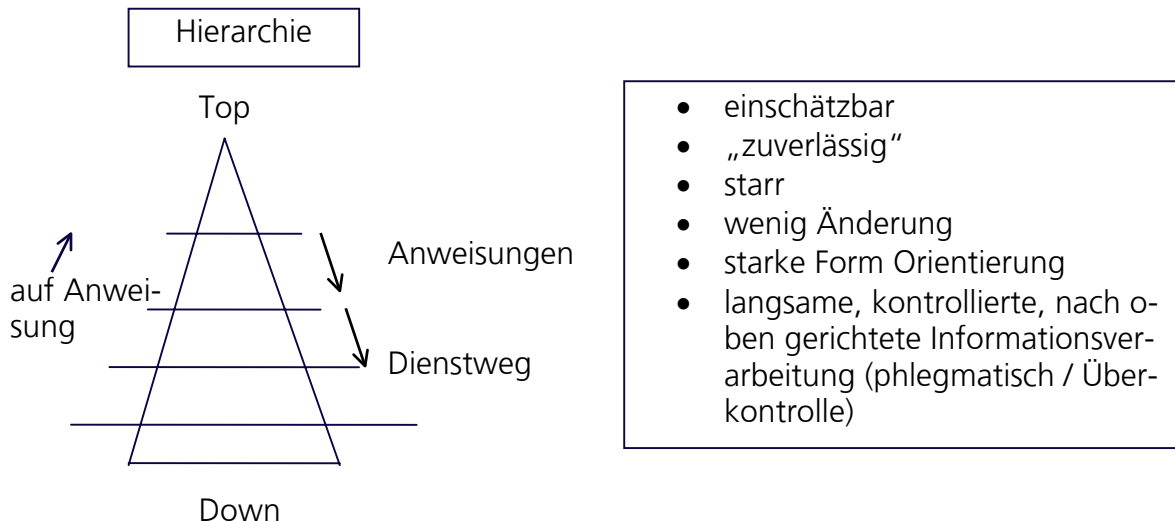 Hierarchie
Top
auf Anwei-
sung
Anweisungen
Dienstweg
Down
• einschätzbar
• „zuverlässig“
• starr
• wenig Änderung
• starke Form Orientierung
• langsame, kontrollierte, nach o-
ben gerichtete Informationsver-
arbeitung (phlegmatisch / Über-
kontrolle)